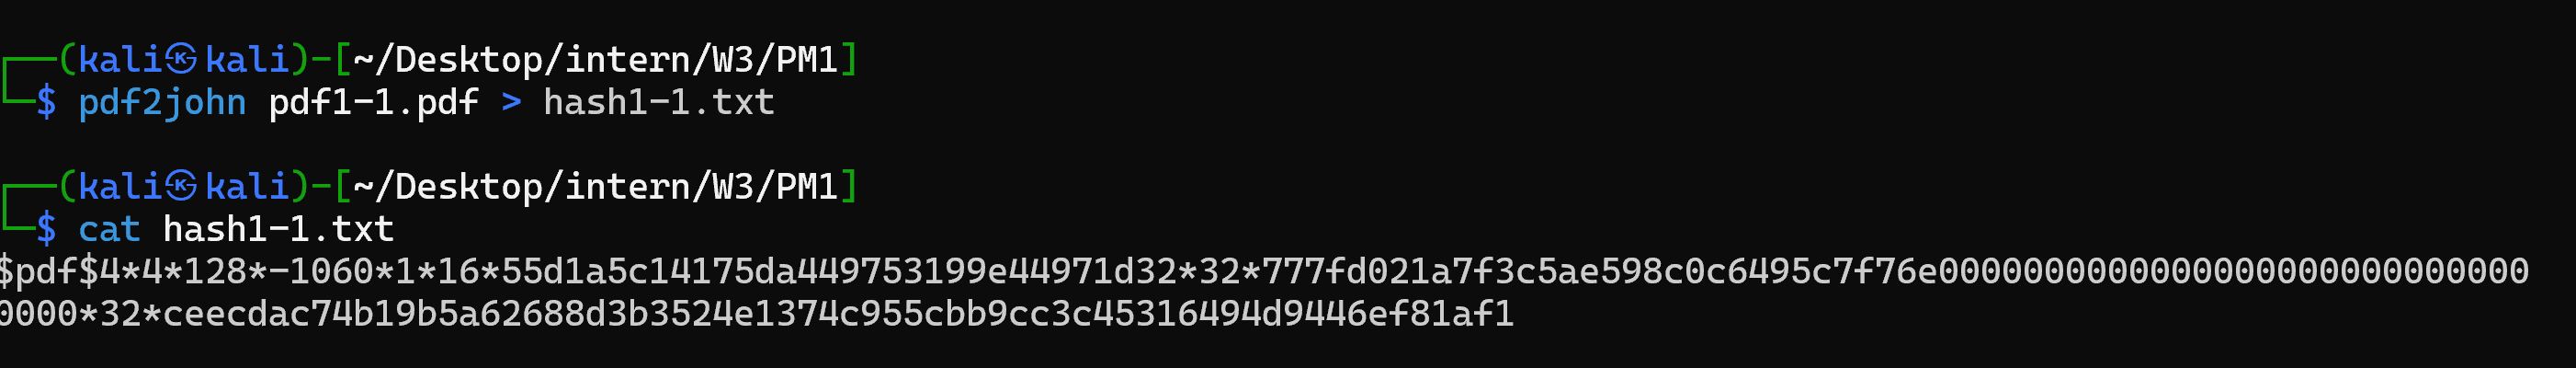 ┌──(kali㉿kali)-[~/Desktop/intern/W3/PM1]
└─$ pdf2john pdf1-1.pdf > hash1-1.txt
┌──(kali㉿kali)-[~/Desktop/intern/W3/PM1]
└─$ cat hash1-1.txt
$pdf$4*4*128*-1060*1*16*55d1a5c14175da449753199e44971d32*32*777fd021a7f3c5ae598c0c6495c7f76e0000000000000000000000000000
0000*32*ceecdac74b19b5a62688d3b3524e1374c955cbb9cc3c45316494d9446ef81af1